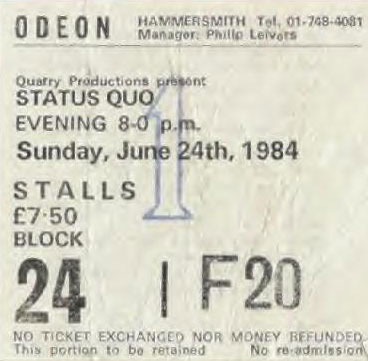 ODEON HAMMERSMITH Tel. 01-748-4081
Manager: Philip Leivers
Quarry Productions present
STATUS QUO
EVENING 8-0 p.m.
Sunday, June 24th, 1984
STALLS
£7·50
BLOCK
24 | F20
NO TICKET EXCHANGED NOR MONEY REFUNDED
This portion to be retained No re-admission
1